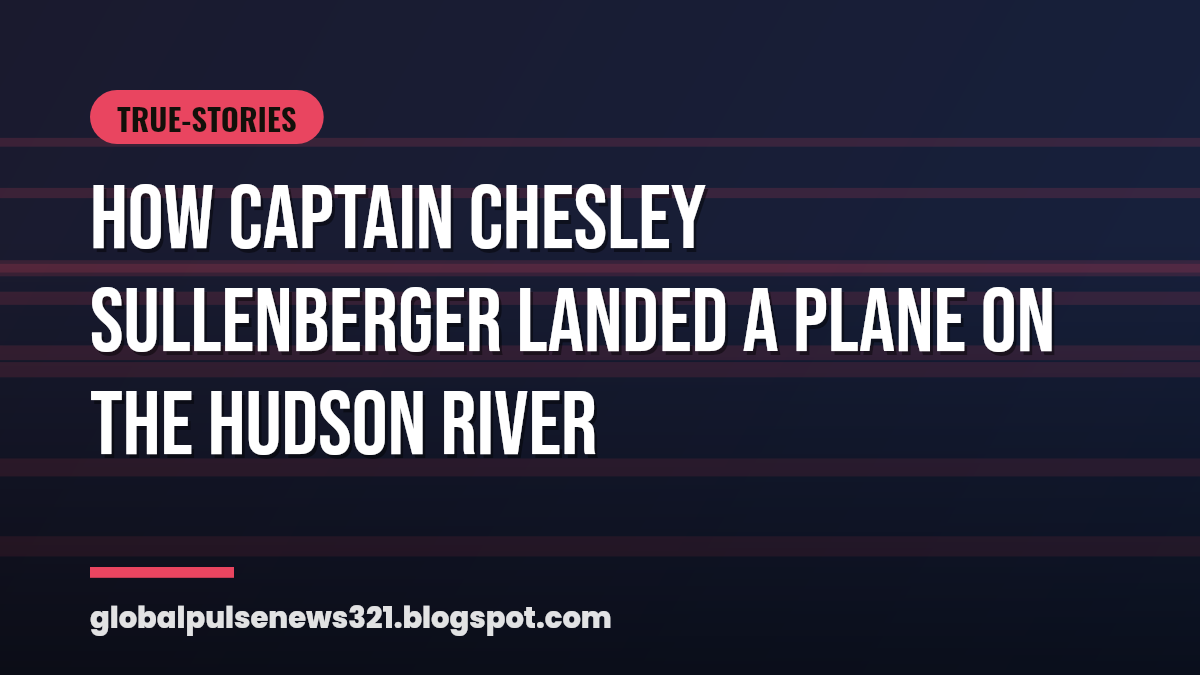 TRUE-STORIES
HOW CAPTAIN CHESLEY
SULLENBERGER LANDED A PLANE ON
THE HUDSON RIVER
globalpulsenews321.blogspot.com